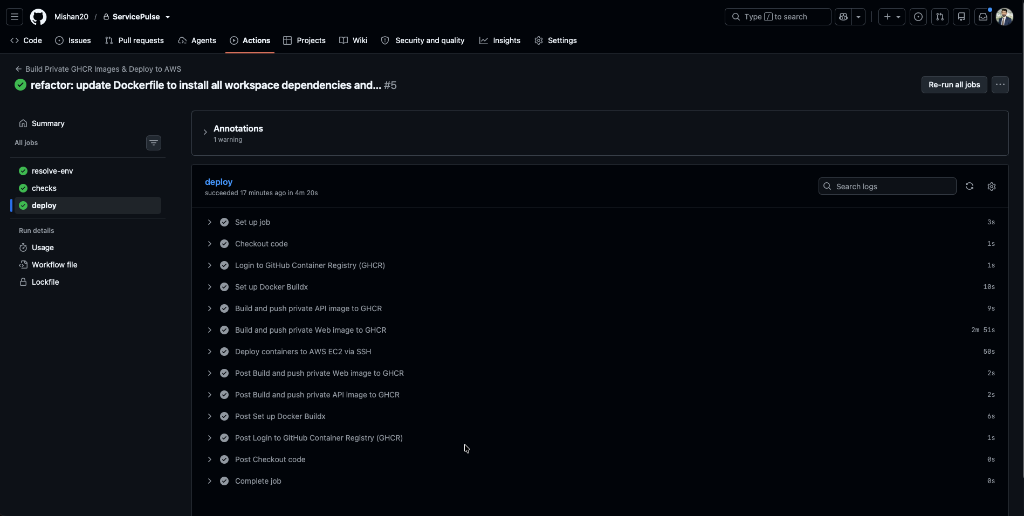 Mishan20 / ServicePulse
Type / to search
Code Issues Pull requests Agents Actions Projects Wiki Security and quality Insights Settings
Build Private GHCR Images & Deploy to AWS
refactor: update Dockerfile to install all workspace dependencies and... #5
Re-run all jobs
Summary
All jobs
resolve-env
checks
deploy
Run details
Usage
Workflow file
Lockfile
Annotations
1 warning
deploy
succeeded 17 minutes ago in 4m 20s
Search logs
Set up job 3s
Checkout code 1s
Login to GitHub Container Registry (GHCR) 1s
Set up Docker Buildx 10s
Build and push private API image to GHCR 9s
Build and push private Web image to GHCR 2m 51s
Deploy containers to AWS EC2 via SSH 50s
Post Build and push private Web image to GHCR 2s
Post Build and push private API image to GHCR 2s
Post Set up Docker Buildx 6s
Post Login to GitHub Container Registry (GHCR) 1s
Post Checkout code 0s
Complete job 0s